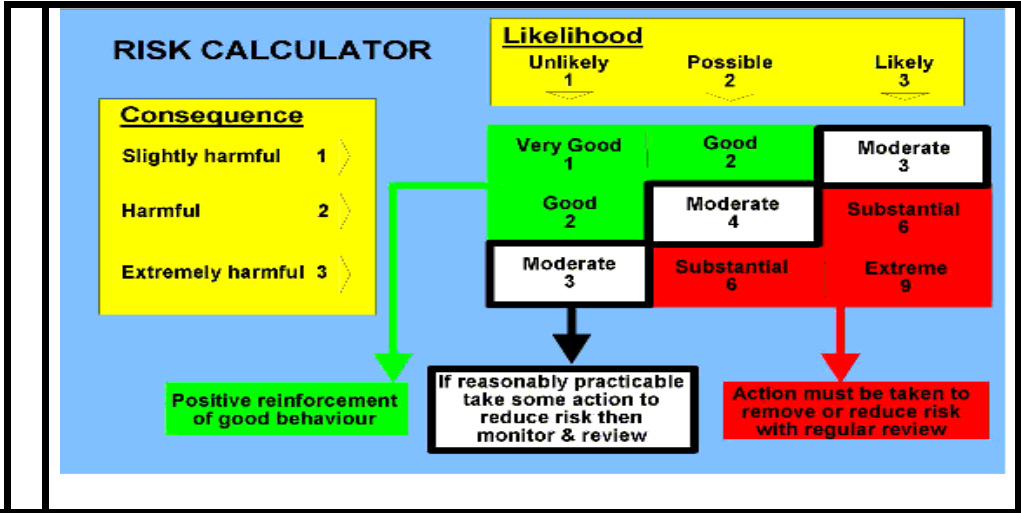 RISK CALCULATOR
Likelihood
Unlikely Possible Likely
1 2 3
Consequence
Slightly harmful 1
Harmful 2
Extremely harmful 3
Very Good Good Moderate
1 2 3
Good Moderate Substantial
2 4 6
Moderate Substantial Extreme
3 6 9
Positive reinforcement
of good behaviour
If reasonably practicable
take some action to
reduce risk then
monitor & review
Action must be taken to
remove or reduce risk
with regular review